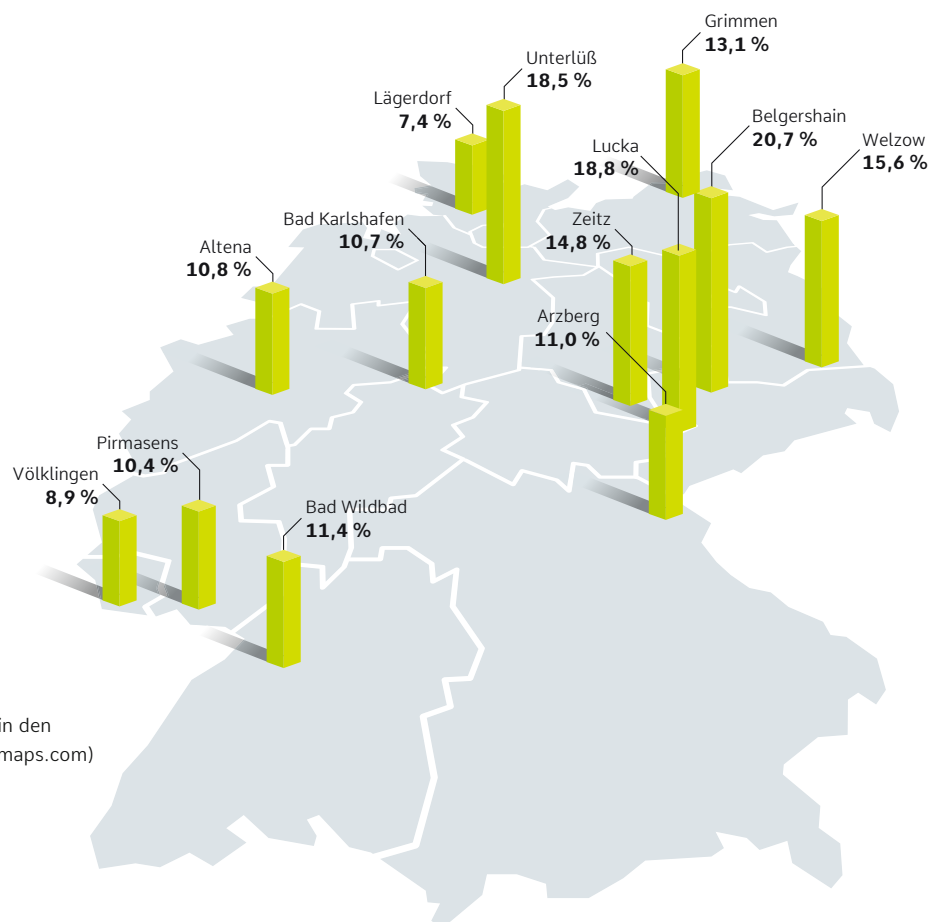 Grimmen
13,1 %
Unterlüß
18,5 %
Lägerdorf
7,4 %
Belgershain
20,7 %
Lucka
18,8 %
Welzow
15,6 %
Bad Karlshafen
10,7 %
Zeitz
14,8 %
Altena
10,8 %
Arzberg
11,0 %
Pirmasens
10,4 %
Völklingen
8,9 %
Bad Wildbad
11,4 %
in den
maps.com)